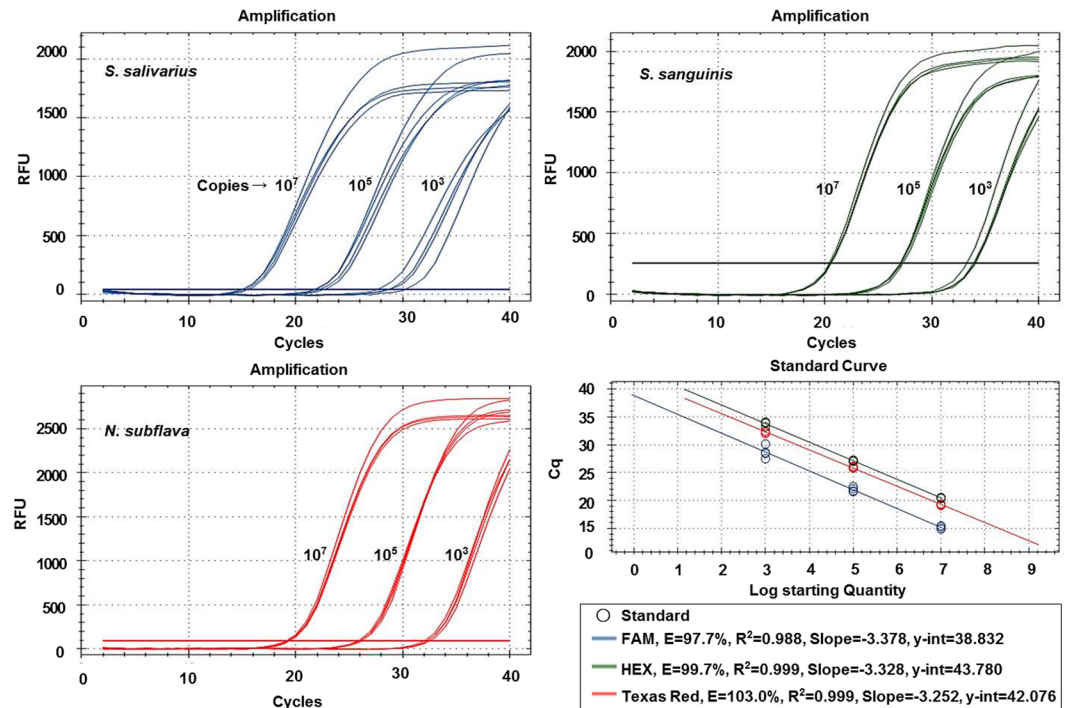 Amplification
S. salivarius
RFU
2000
1500
1000
500
0
Copies → 10⁷
10⁵
10³
0
10
20
30
40
Cycles
Amplification
S. sanguinis
RFU
2000
1500
1000
500
0
10⁷
10⁵
10³
0
10
20
30
40
Cycles
Amplification
N. subflava
RFU
2500
2000
1500
1000
500
0
10⁷
10⁵
10³
0
10
20
30
40
Cycles
Standard Curve
Cq
40
35
30
25
20
15
0
0
1
2
3
4
5
6
7
8
9
Log starting Quantity
Standard
FAM, E=97.7%, R²=0.988, Slope=-3.378, y-int=38.832
HEX, E=99.7%, R²=0.999, Slope=-3.328, y-int=43.780
Texas Red, E=103.0%, R²=0.999, Slope=-3.252, y-int=42.076